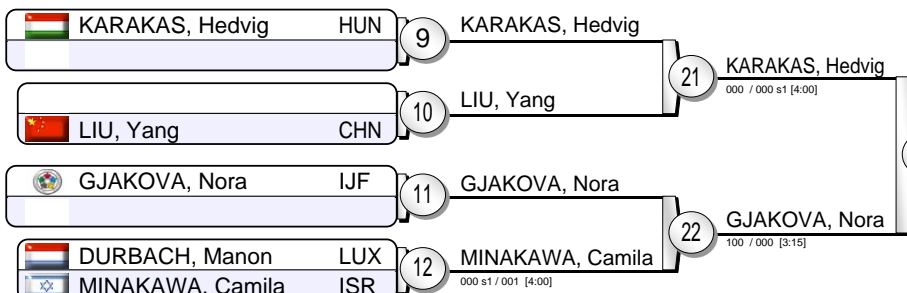 KARAKAS, Hedvig HUN
9
KARAKAS, Hedvig
21
KARAKAS, Hedvig
000 / 000 s1 [4:00]
10
LIU, Yang
LIU, Yang CHN
GJAKOVA, Nora IJF
11
GJAKOVA, Nora
22
GJAKOVA, Nora
100 / 000 [3:15]
DURBACH, Manon LUX
12
MINAKAWA, Camila
000 s1 / 001 [4:00]
MINAKAWA, Camila ISR